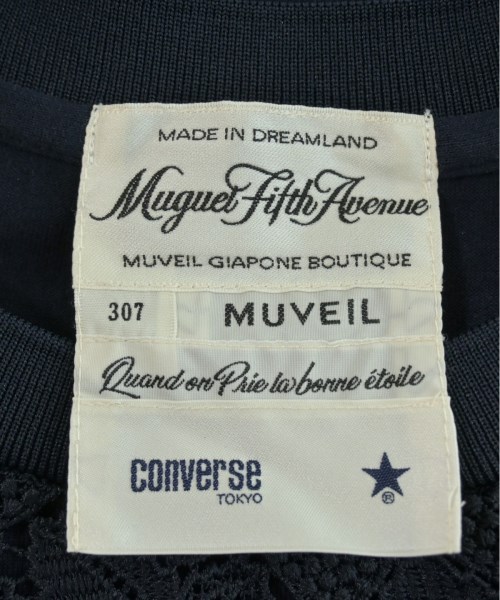 MADE IN DREAMLAND
Muguet Fifth Avenue
MUVEIL GIAPONE BOUTIQUE
307 MUVEIL
Quand on Prie la bonne étoile
converse
TOKYO
®